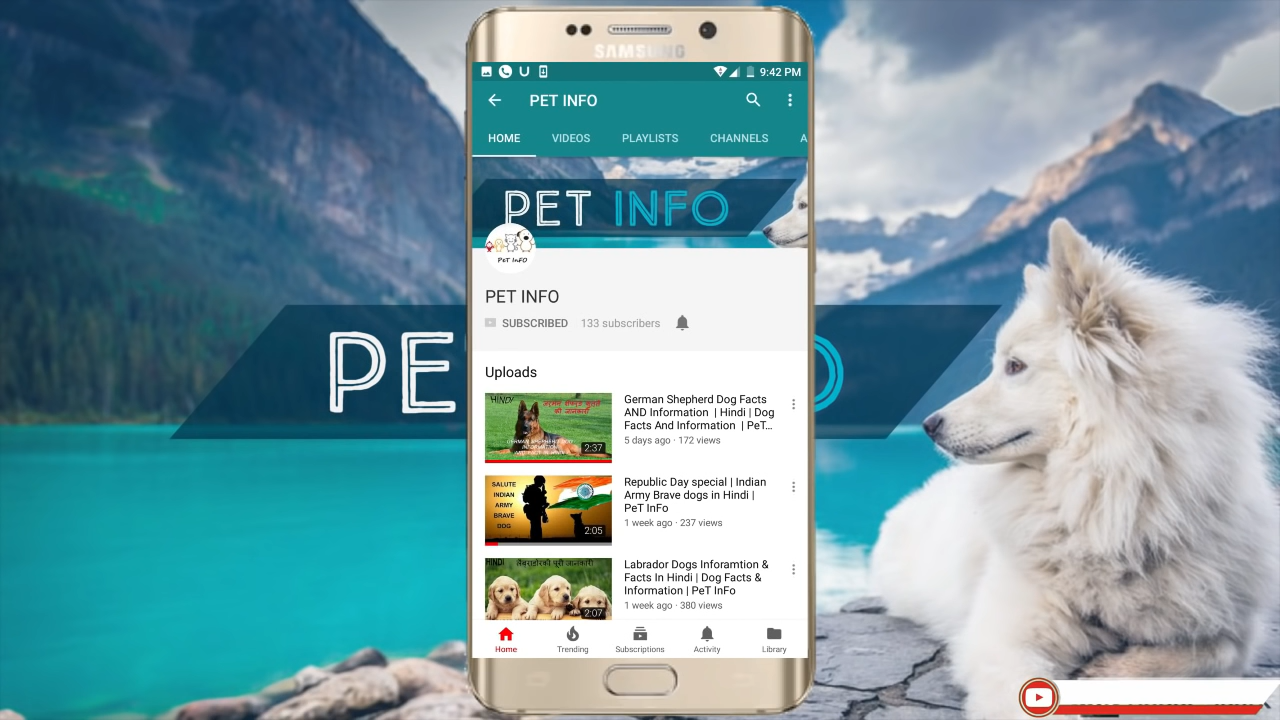 SAMSUNG
9:42 PM
PET INFO
HOME VIDEOS PLAYLISTS CHANNELS A
PET INFO
PeT InFO
PE O
PET INFO
SUBSCRIBED 133 subscribers
Uploads
HINDI
2:37
German Shepherd Dog Facts
AND Information | Hindi | Dog
Facts And Information | PeT...
5 days ago · 172 views
SALUTE
INDIAN
ARMY
BRAVE
DOG
2:05
Republic Day special | Indian
Army Brave dogs in Hindi |
PeT InFo
1 week ago · 237 views
HINDI लैबराडोर की पूरी जानकारी
2:07
Labrador Dogs Inforamtion &
Facts In Hindi | Dog Facts &
Information | PeT InFo
1 week ago · 380 views
Home Trending Subscriptions Activity Library